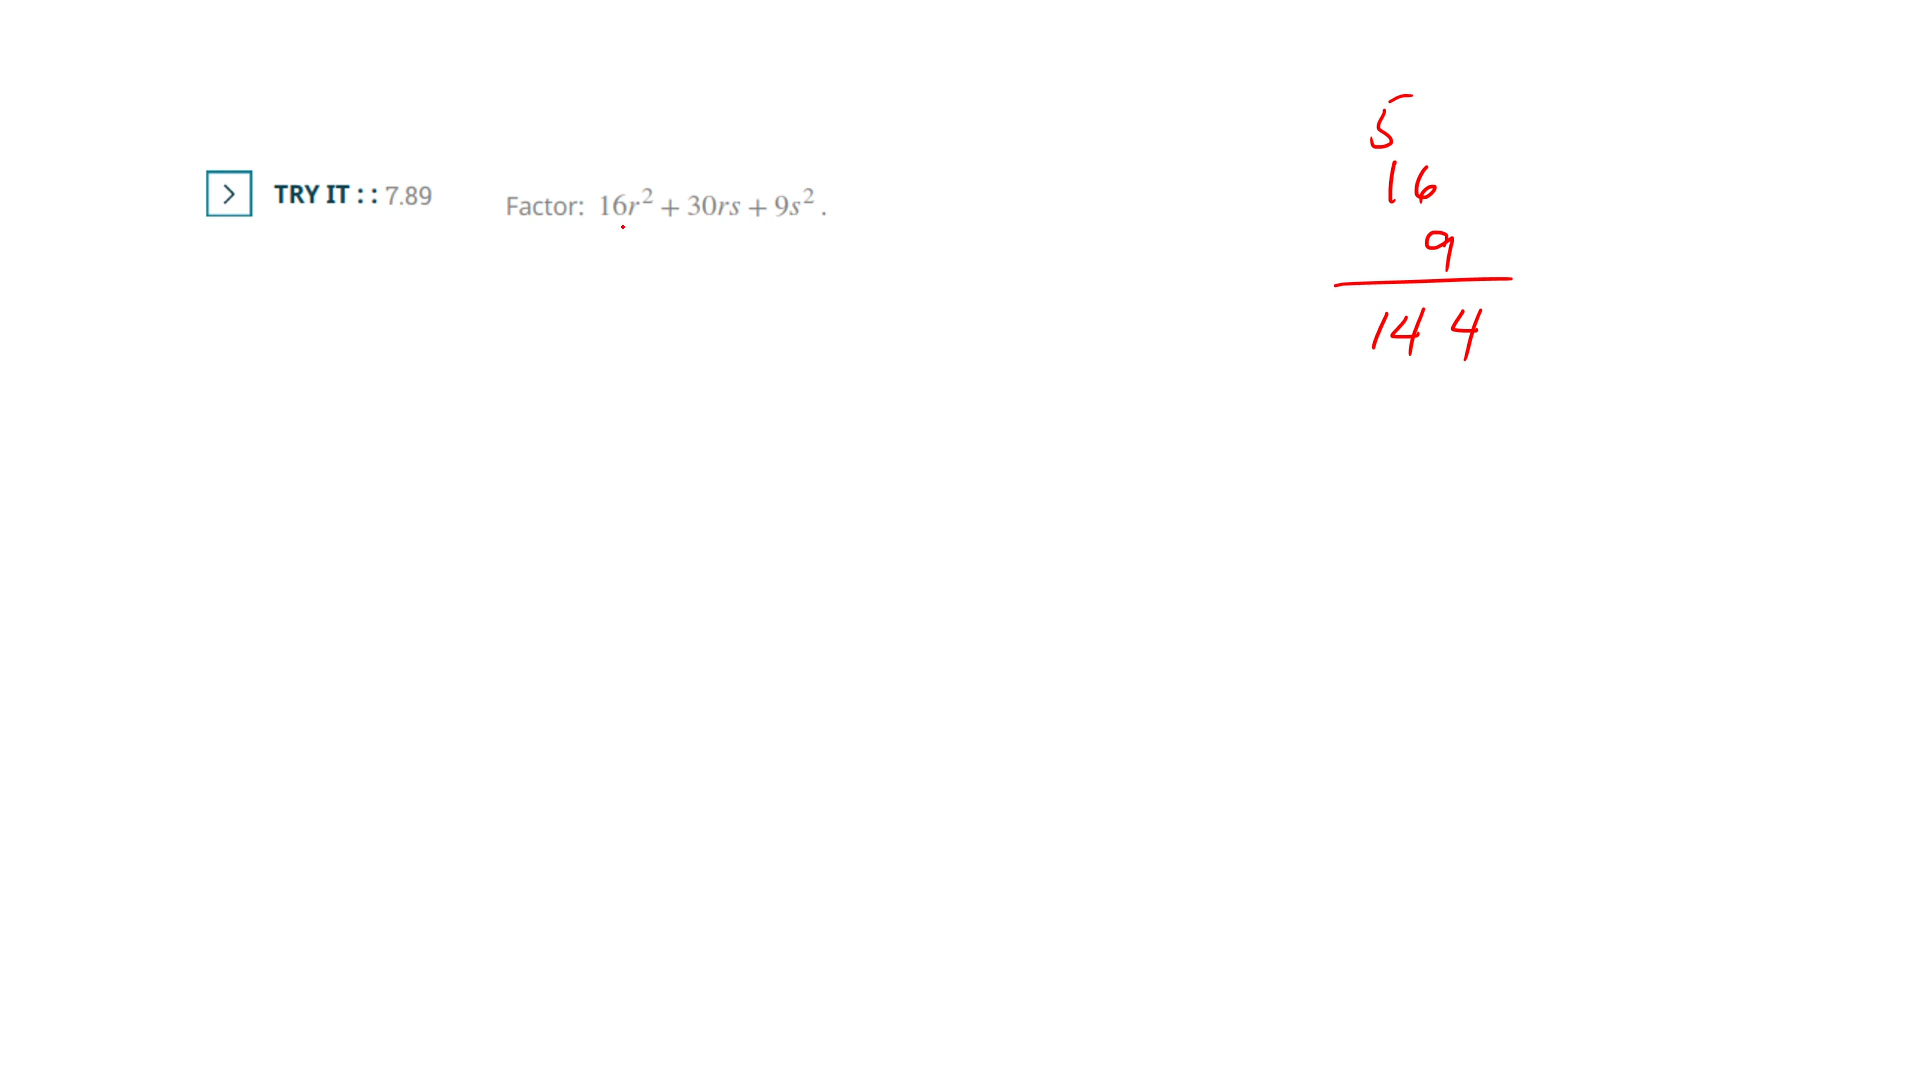 > TRY IT : : 7.89 Factor: 16r² + 30rs + 9s² .
5
16
9
144